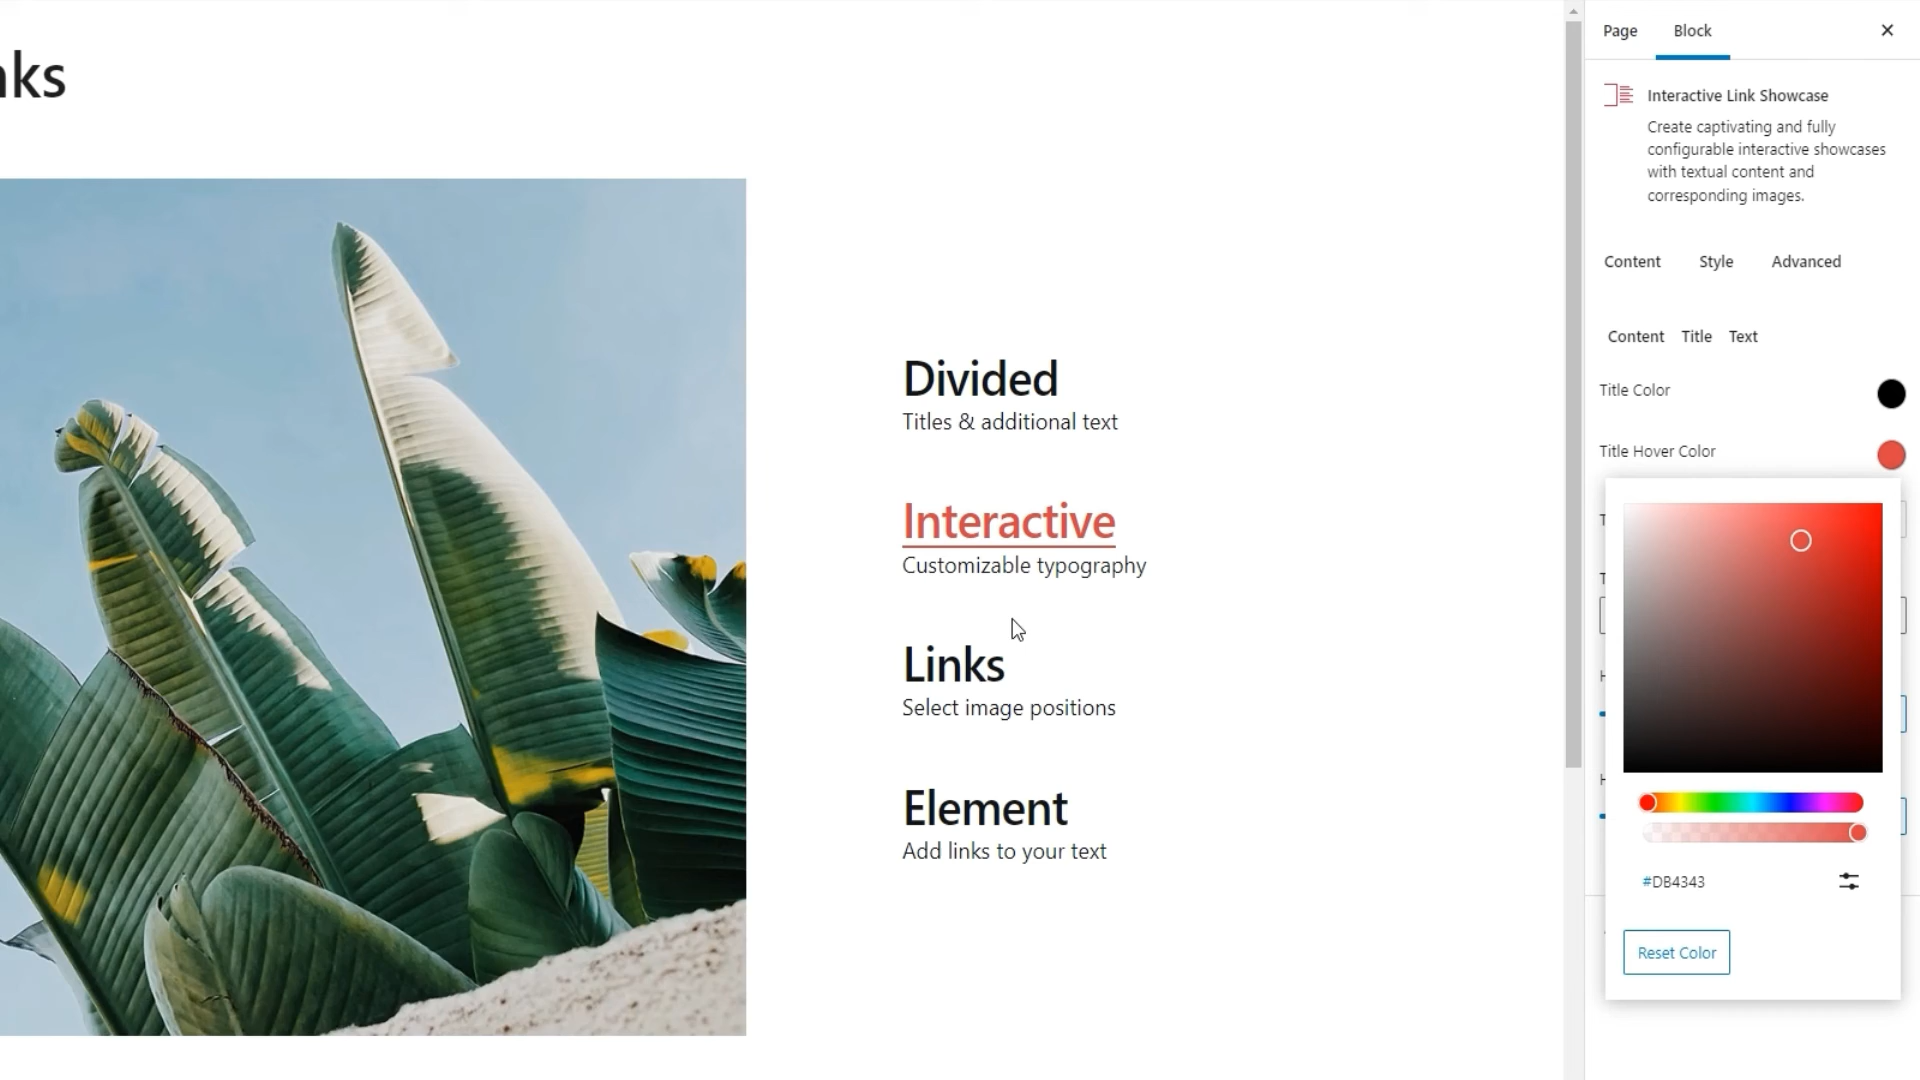 nks
Divided
Titles & additional text
Interactive
Customizable typography
Links
Select image positions
Element
Add links to your text
Page Block
Interactive Link Showcase
Create captivating and fully
configurable interactive showcases
with textual content and
corresponding images.
Content Style Advanced
Content Title Text
Title Color
Title Hover Color
T
T
H
H
#DB4343
Reset Color